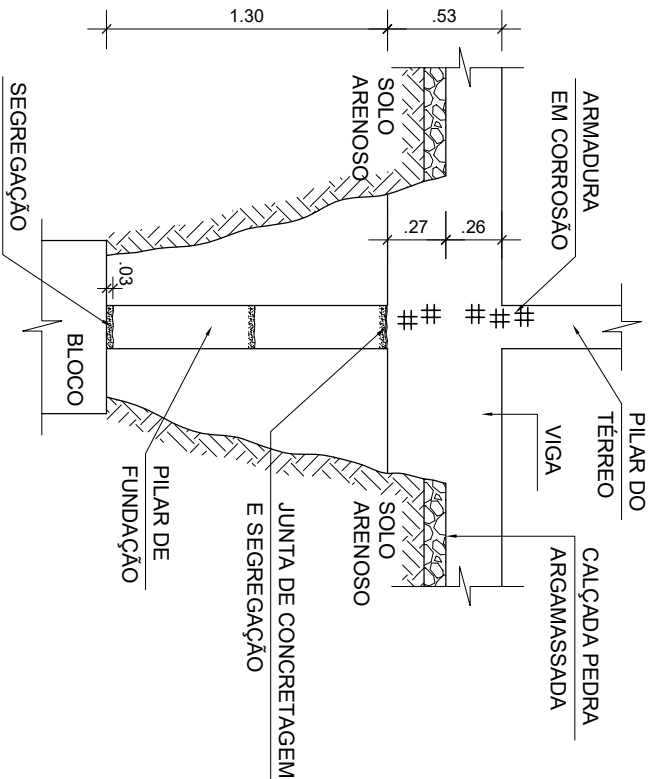 1.30
.53
SOLO
ARENOSO
ARMADURA
EM CORROSÃO
SEGREGAÇÃO
.03
.27
.26
BLOCO
PILAR DO
TÉRREO
VIGA
PILAR DE
FUNDAÇÃO
JUNTA DE CONCRETAGEM
E SEGREGAÇÃO
SOLO
ARENOSO
CALÇADA PEDRA
ARGAMASSADA